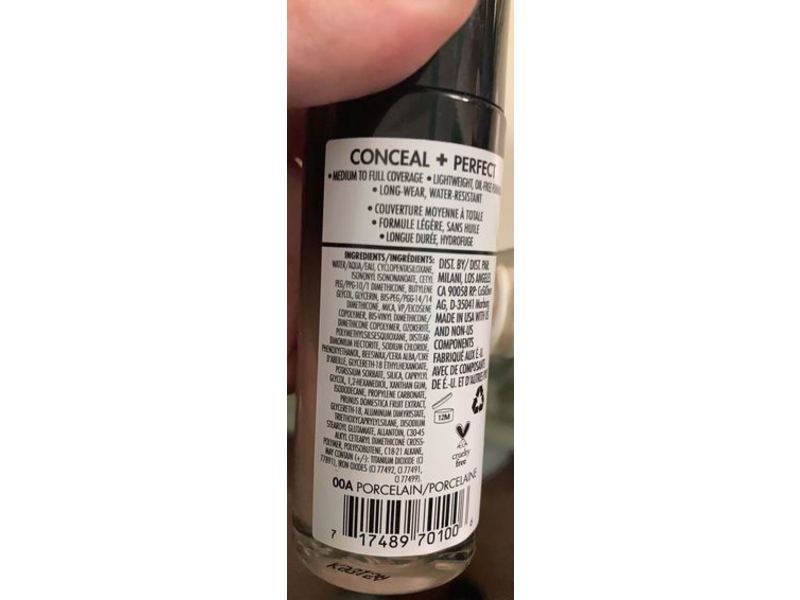 CONCEAL + PERFECT
• MEDIUM TO FULL COVERAGE • LIGHTWEIGHT, OIL-FREE
• LONG-WEAR, WATER-RESISTANT
• COUVERTURE MOYENNE À TOTALE
• FORMULE LÉGÈRE, SANS HUILE
• LONGUE DURÉE, HYDROFUGE
INGREDIENTS/INGRÉDIENTS:
WATER/AQUA/EAU, CYCLOPENTASILOXANE,
ISONONYL ISONONANOATE, CETYL
PEG/PPG-10/1 DIMETHICONE, BUTYLENE
GLYCOL, GLYCERIN, BIS-PEG/PGG-14/14
DIMETHICONE, MICA, VP/EICOSENE
COPOLYMER, BIS-VINYL DIMETHICONE/
DIMETHICONE COPOLYMER, OZOKERITE,
POLYMETHYLSILSESQUIOXANE, DISTEAR-
DIMONIUM HECTORITE, SODIUM CHLORIDE,
PHENOXYETHANOL, BEESWAX/CERA ALBA/CIRE
D'ABEILLE, GLYCERETH-18 ETHYLHEXANOATE,
POTASSIUM SORBATE, SILICA, CAPRYLYL
GLYCOL, 1,2-HEXANEDIOL, XANTHAN GUM,
ISODODECANE, PROPYLENE CARBONATE,
PRUNUS DOMESTICA FRUIT EXTRACT,
GLYCERETH-18, ALUMINUM DIMYRISTATE,
TRIETHOXYCAPRYLYLSILANE, DISODIUM
STEAROYL GLUTAMATE, ALLANTOIN, C30-45
ALKYL CETEARYL DIMETHICONE CROSS-
POLYMER, POLYISOBUTENE, C18-21 ALKANE,
MAY CONTAIN (+/-): TITANIUM DIOXIDE (CI
77891), IRON OXIDES (CI 77492, CI 77491,
CI 77499).
DIST. BY/ DIST. PAR.
MILANI, LOS ANGELES,
CA 90058 RP:
AG, D-35041 Marburg
MADE IN USA WITH US
AND NON-US
COMPONENTS
FABRIQUÉ AUX É.-U.
AVEC DE COMPOSANTS
DE É.-U. ET D'AUTRES
12M
cruelty
free
00A PORCELAIN/PORCELAINE
7 17489 70100 6